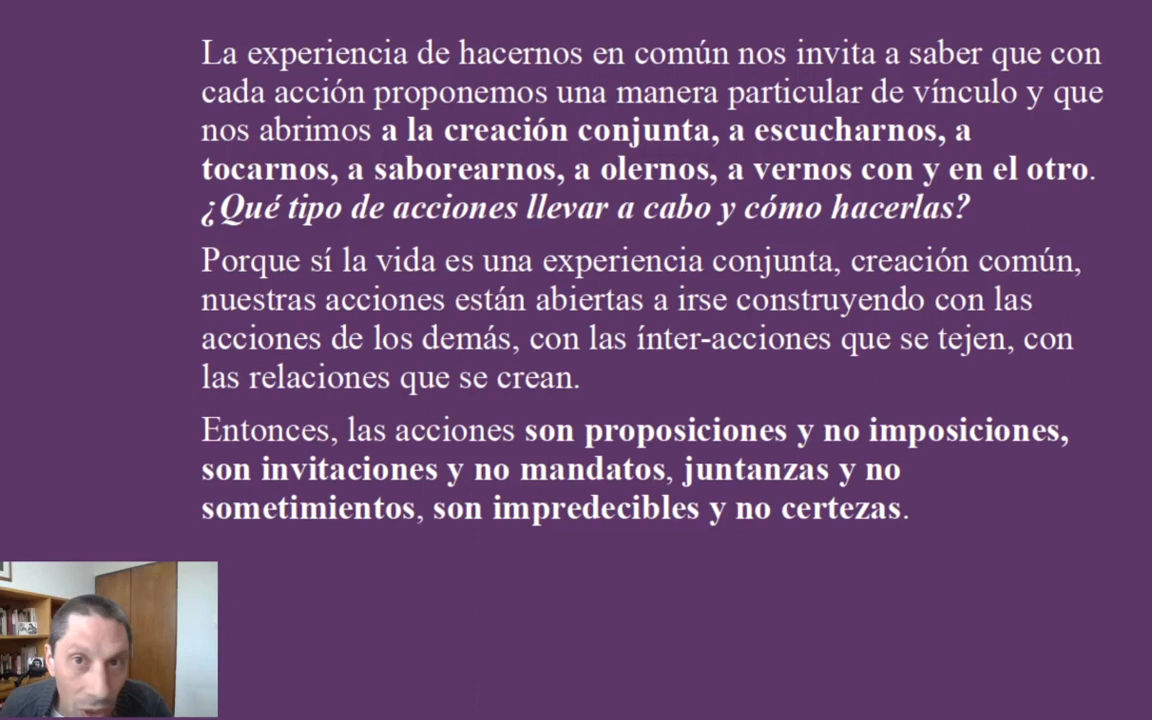 La experiencia de hacernos en común nos invita a saber que con
cada acción proponemos una manera particular de vínculo y que
nos abrimos a la creación conjunta, a escucharnos, a
tocarnos, a saborearnos, a olernos, a vernos con y en el otro.
¿Qué tipo de acciones llevar a cabo y cómo hacerlas?
Porque sí la vida es una experiencia conjunta, creación común,
nuestras acciones están abiertas a irse construyendo con las
acciones de los demás, con las ínter-acciones que se tejen, con
las relaciones que se crean.
Entonces, las acciones son proposiciones y no imposiciones,
son invitaciones y no mandatos, juntanzas y no
sometimientos, son impredecibles y no certezas.